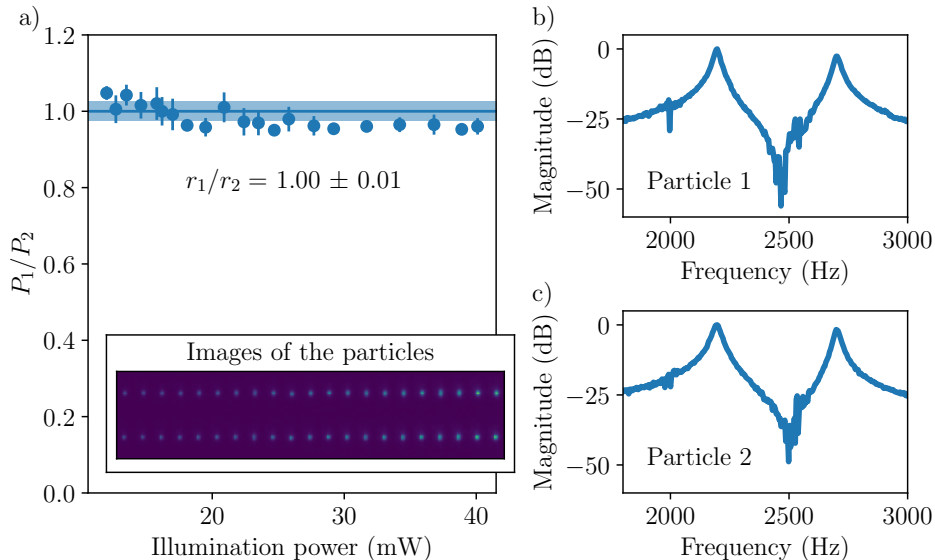 a)
1.2
1.0
0.8
0.6
0.4
0.2
0.0
P₁/P₂
r₁/r₂ = 1.00 ± 0.01
Images of the particles
20
30
40
Illumination power (mW)
b)
0
−25
−50
Magnitude (dB)
Particle 1
2000
2500
3000
Frequency (Hz)
c)
0
−25
−50
Magnitude (dB)
Particle 2
2000
2500
3000
Frequency (Hz)